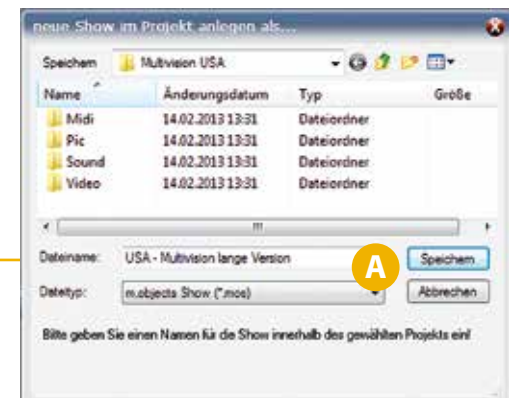 neue Show im Projekt anlegen als...
Speichern Multivision USA
Name Änderungsdatum Typ Größe
Midi 14.02.2013 13:31 Dateiordner
Pic 14.02.2013 13:31 Dateiordner
Sound 14.02.2013 13:31 Dateiordner
Video 14.02.2013 13:31 Dateiordner
Dateiname: USA - Multivision lange Version A Speichern
Dateityp: m.objects Show (*.mos) Abbrechen
Bitte geben Sie einen Namen für die Show innerhalb des gewählten Projekts ein!